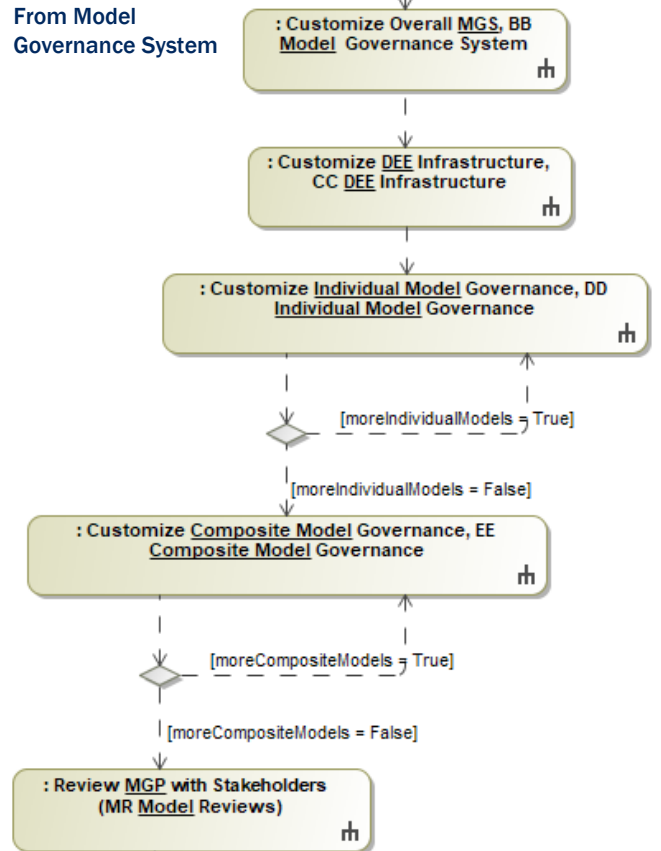 From Model
Governance System
: Customize Overall MGS, BB
Model Governance System
: Customize DEE Infrastructure,
CC DEE Infrastructure
: Customize Individual Model Governance, DD
Individual Model Governance
[moreIndividualModels = True]
[moreIndividualModels = False]
: Customize Composite Model Governance, EE
Composite Model Governance
[moreCompositeModels = True]
[moreCompositeModels = False]
: Review MGP with Stakeholders
(MR Model Reviews)